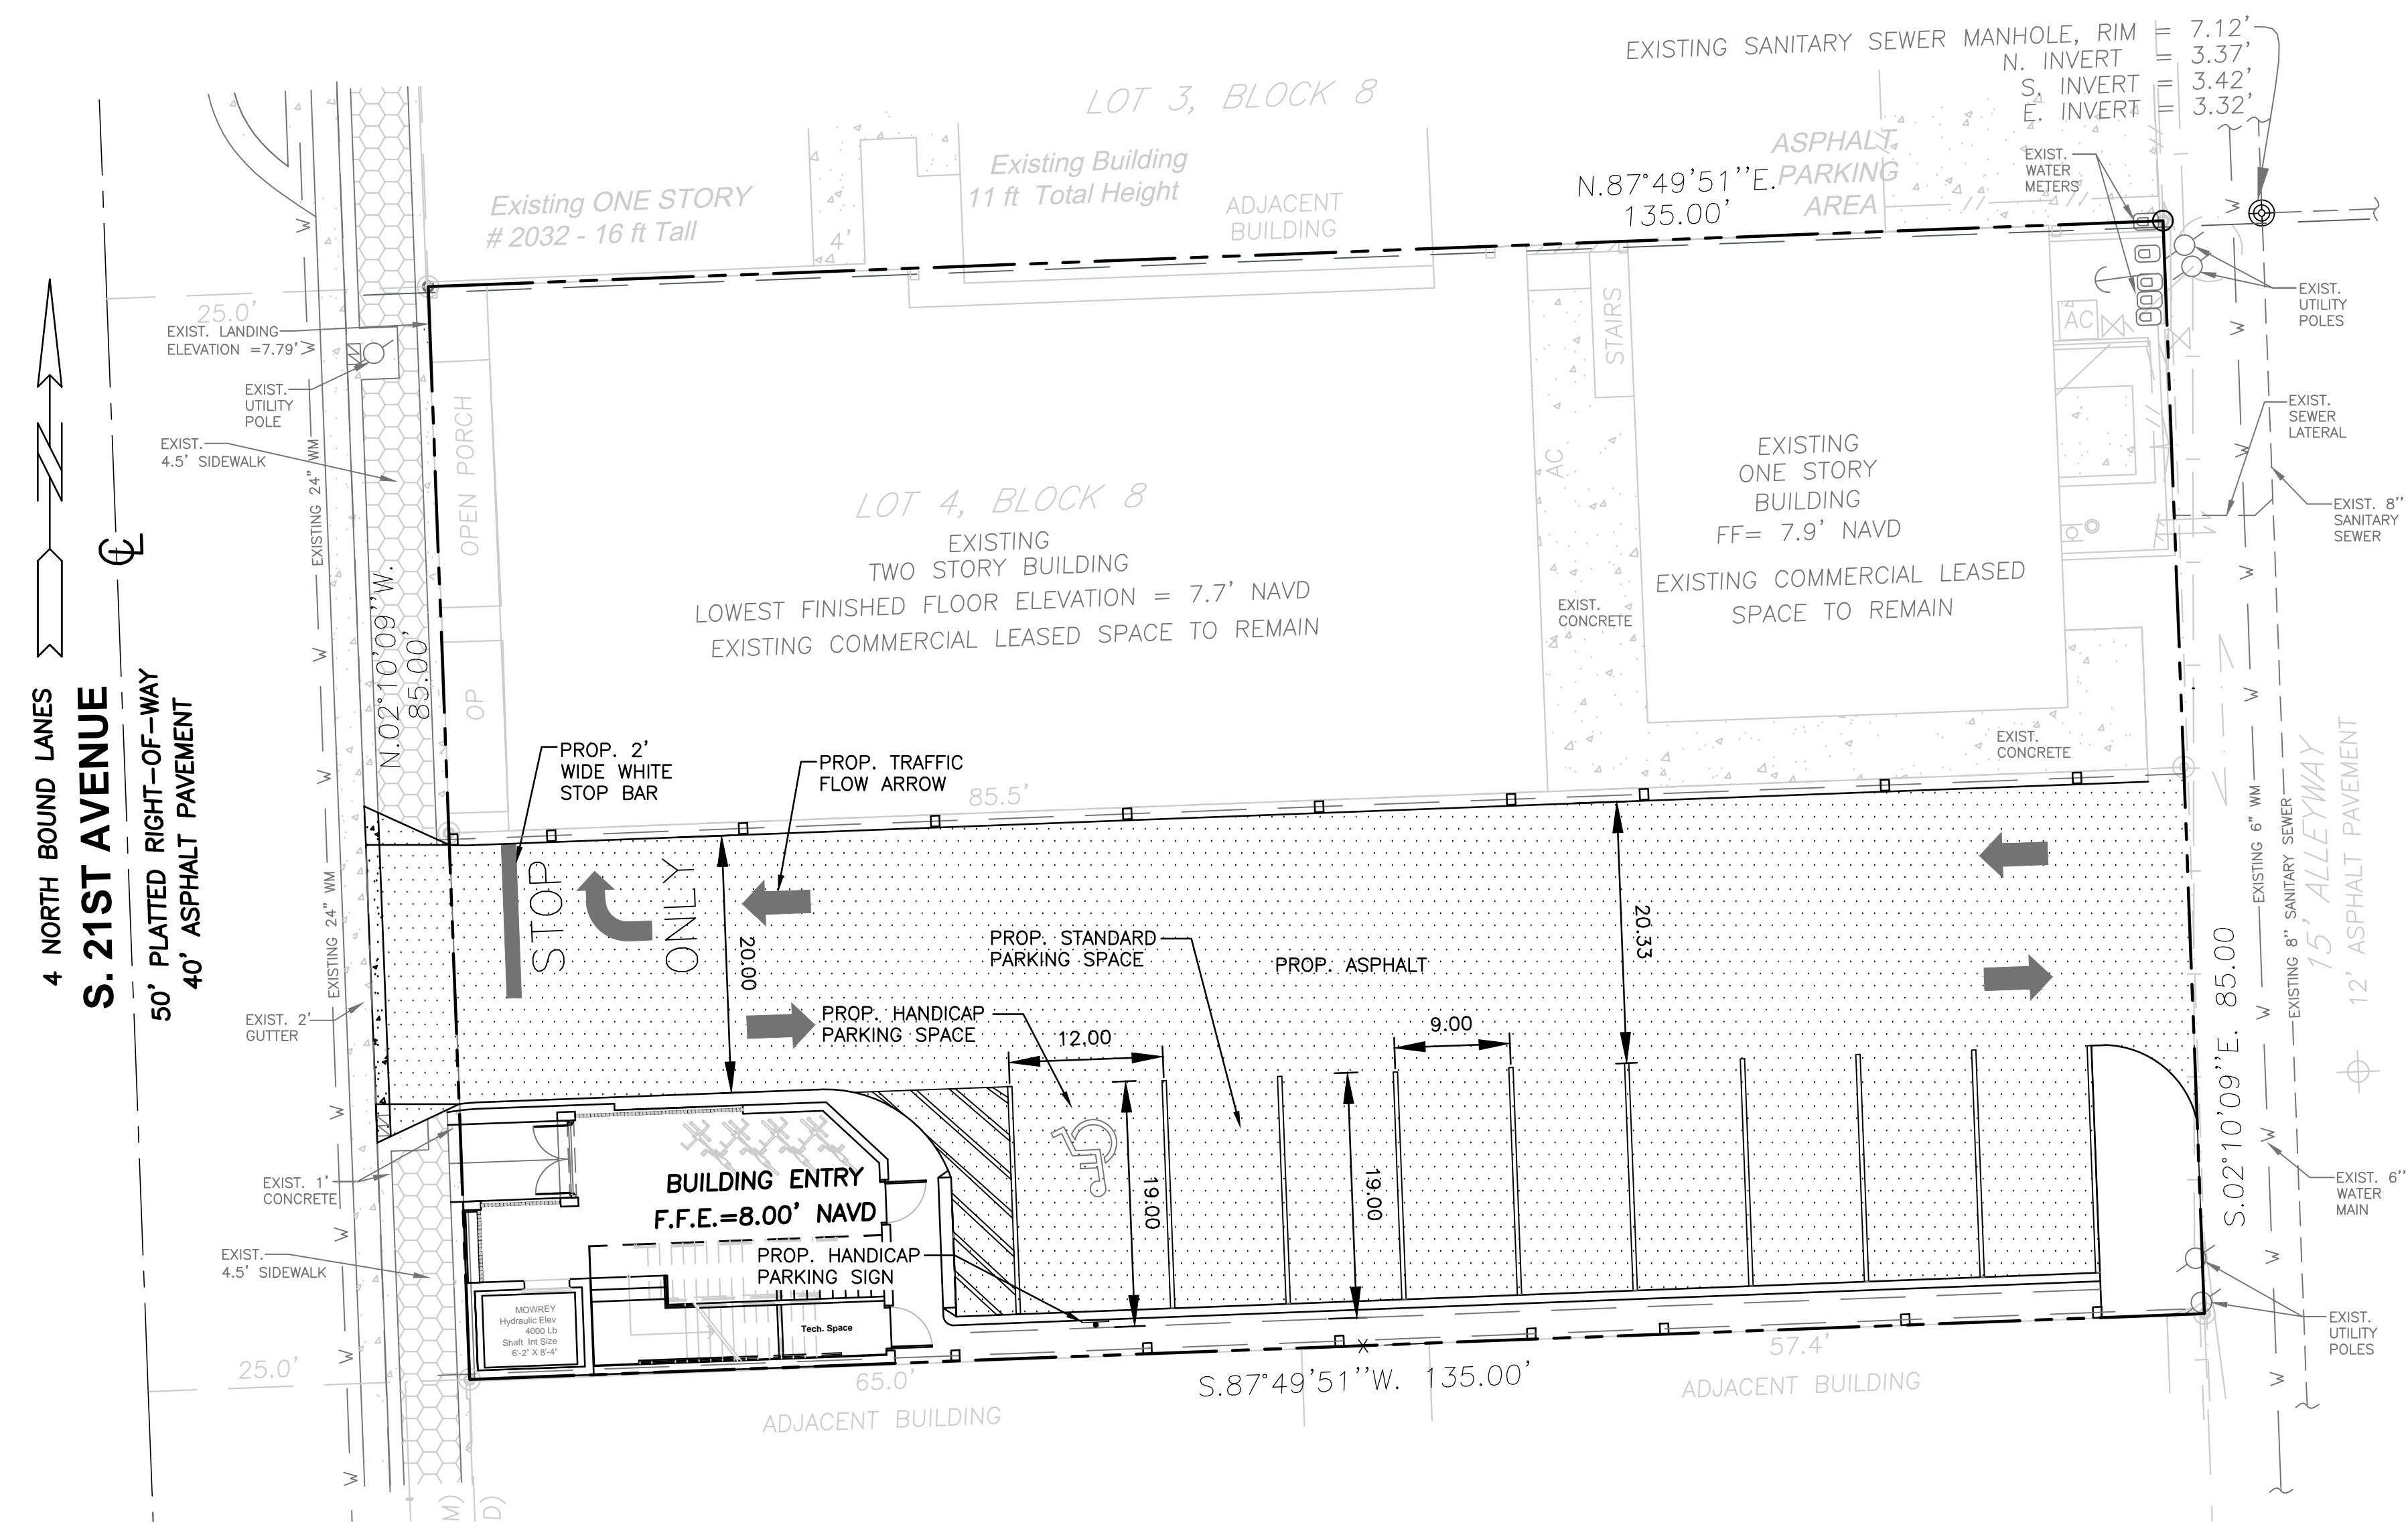 EXISTING SANITARY SEWER MANHOLE, RIM = 7.12'
N. INVERT = 3.37'
S. INVERT = 3.42'
E. INVERT = 3.32'
LOT 3, BLOCK 8
Existing ONE STORY
# 2032 - 16 ft Tall
4'
Existing Building
11 ft Total Height
ADJACENT
BUILDING
ASPHALT
PARKING
AREA
N.87°49'51''E.
135.00'
EXIST.
WATER
METERS
EXIST.
UTILITY
POLES
25.0'
EXIST. LANDING
ELEVATION =7.79'
EXIST.
UTILITY
POLE
EXIST.
4.5' SIDEWALK
EXISTING 24" WM
OPEN PORCH
OP
N.02°10'09''W.
85.00'
STAIRS
AC
AC
EXIST.
SEWER
LATERAL
EXIST. 8''
SANITARY
SEWER
LOT 4, BLOCK 8
EXISTING
TWO STORY BUILDING
LOWEST FINISHED FLOOR ELEVATION = 7.7' NAVD
EXISTING COMMERCIAL LEASED SPACE TO REMAIN
EXISTING
ONE STORY
BUILDING
FF= 7.9' NAVD
EXISTING COMMERCIAL LEASED
SPACE TO REMAIN
EXIST.
CONCRETE
EXIST.
CONCRETE
N
4 NORTH BOUND LANES
S. 21ST AVENUE
50' PLATTED RIGHT-OF-WAY
40' ASPHALT PAVEMENT
PROP. 2'
WIDE WHITE
STOP BAR
PROP. TRAFFIC
FLOW ARROW
85.5'
STOP
ONLY
20.00
20.33
EXISTING 24" WM
PROP. STANDARD
PARKING SPACE
PROP. ASPHALT
PROP. HANDICAP
PARKING SPACE
12.00
9.00
19.00
19.00
EXISTING 6" WM
EXISTING 8'' SANITARY SEWER
15' ALLEYWAY
12' ASPHALT PAVEMENT
S.02°10'09''E. 85.00
EXIST. 2'
GUTTER
EXIST. 1'
CONCRETE
EXIST.
4.5' SIDEWALK
BUILDING ENTRY
F.F.E.=8.00' NAVD
PROP. HANDICAP
PARKING SIGN
MOWREY
Hydraulic Elev
4000 Lb
Shaft Int Size
6'-2" X 8'-4"
Tech. Space
EXIST. 6''
WATER
MAIN
EXIST.
UTILITY
POLES
25.0'
65.0'
57.4'
S.87°49'51''W. 135.00'
ADJACENT BUILDING
ADJACENT BUILDING
M)
D)